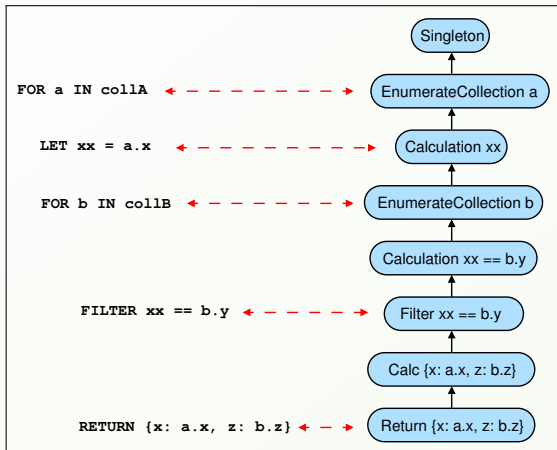 Singleton
FOR a IN collA
EnumerateCollection a
LET xx = a.x
Calculation xx
FOR b IN collB
EnumerateCollection b
Calculation xx == b.y
FILTER xx == b.y
Filter xx == b.y
Calc {x: a.x, z: b.z}
RETURN {x: a.x, z: b.z}
Return {x: a.x, z: b.z}